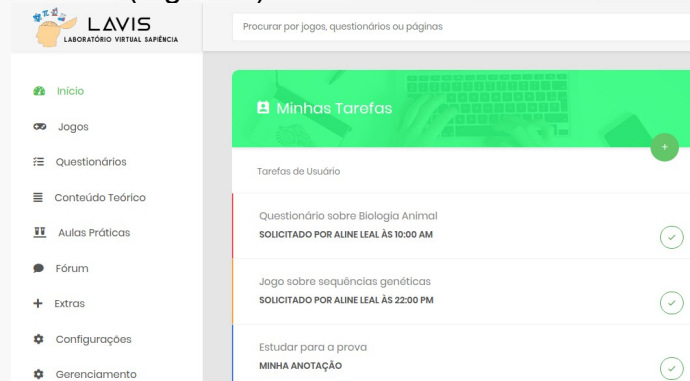 LAVIS
LABORATÓRIO VIRTUAL SAPIÊNCIA
Procurar por jogos, questionários ou páginas
Início
Jogos
Questionários
Conteúdo Teórico
Aulas Práticas
Fórum
Extras
Configurações
Gerenciamento
Minhas Tarefas
Tarefas de Usuário
Questionário sobre Biologia Animal
SOLICITADO POR ALINE LEAL ÀS 10:00 AM
Jogo sobre sequências genéticas
SOLICITADO POR ALINE LEAL ÀS 22:00 PM
Estudar para a prova
MINHA ANOTAÇÃO